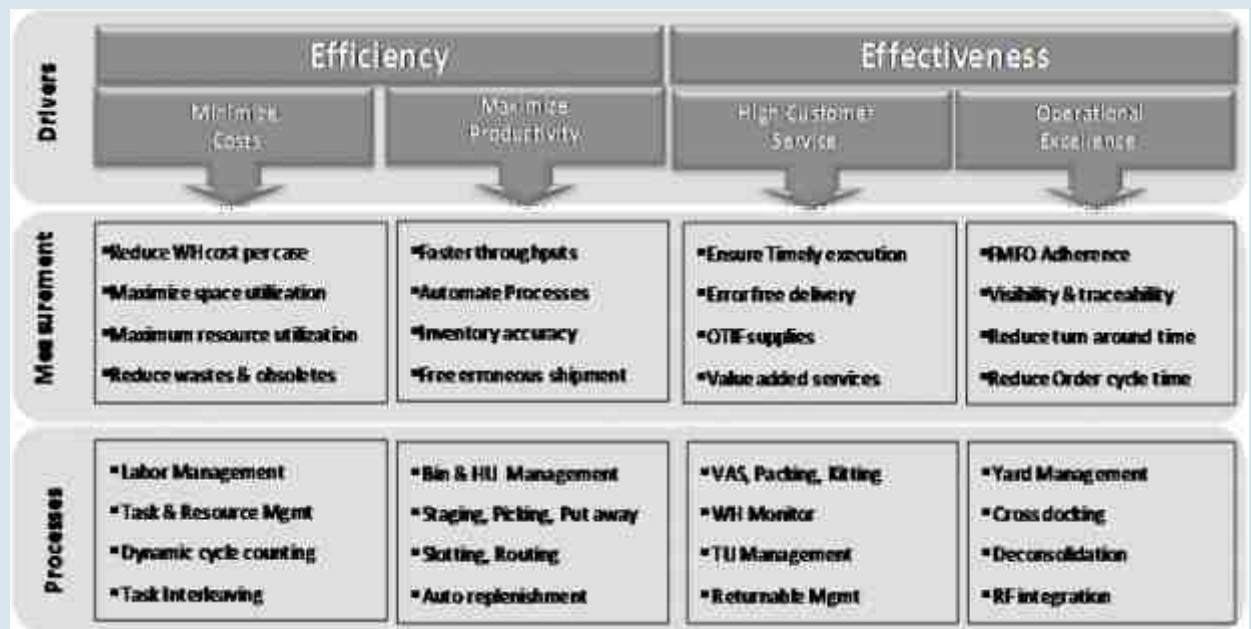 Drivers
Efficiency
Effectiveness
Minimize
Costs
Maximize
Productivity
High Customer
Service
Operational
Excellence
Measurement
▪Reduce WH cost per case
▪Maximize space utilization
▪Maximum resource utilization
▪Reduce wastes & obsoletes
▪Faster throughputs
▪Automate Processes
▪Inventory accuracy
▪Free erroneous shipment
▪Ensure Timely execution
▪Error free delivery
▪OTIF supplies
▪Value added services
▪FMFO Adherence
▪Visibility & traceability
▪Reduce turn around time
▪Reduce Order cycle time
Processes
▪Labor Management
▪Task & Resource Mgmt
▪Dynamic cycle counting
▪Task Interleaving
▪Bin & HU Management
▪Staging, Picking, Put away
▪Slotting, Routing
▪Auto replenishment
▪VAS, Packing, Kitting
▪WH Monitor
▪TU Management
▪Returnable Mgmt
▪Yard Management
▪Cross docking
▪Deconsolidation
▪RF integration